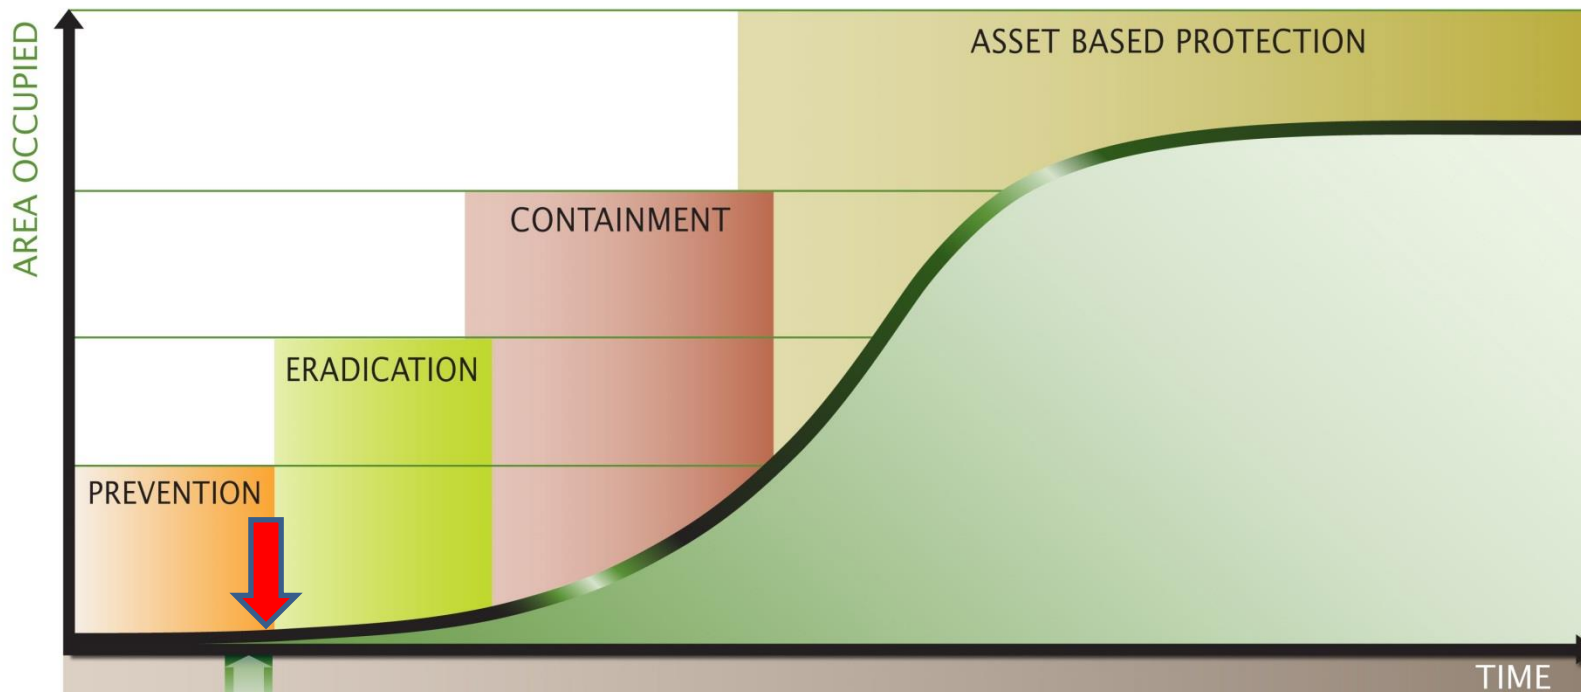 AREA OCCUPIED
ASSET BASED PROTECTION
CONTAINMENT
ERADICATION
PREVENTION
TIME